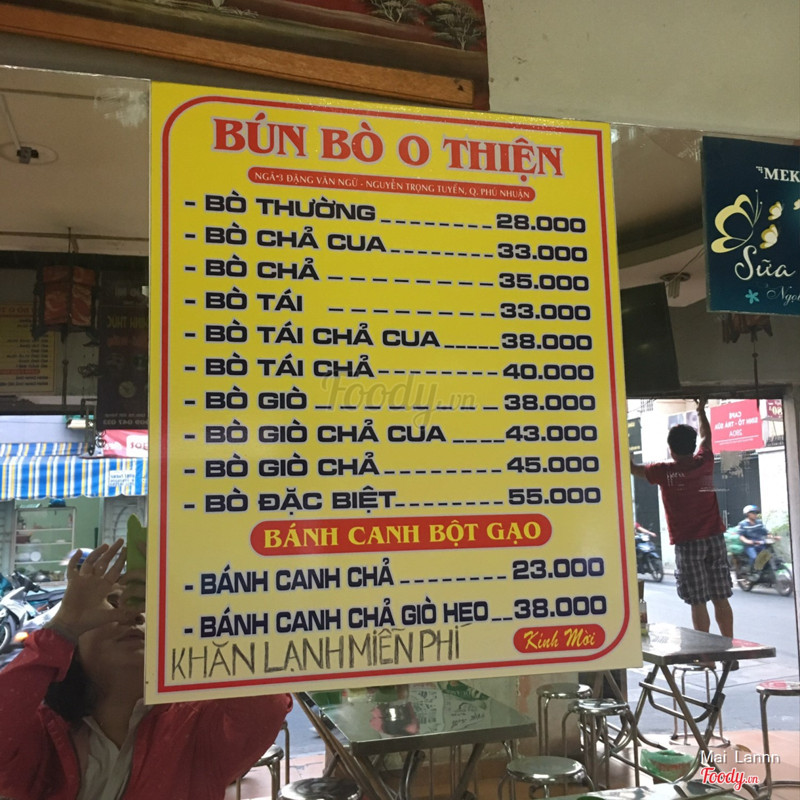 BÚN BÒ O THIỆN
NGÃ 3 ĐẶNG VĂN NGỮ - NGUYỄN TRỌNG TUYỂN, Q. PHÚ NHUẬN
- BÒ THƯỜNG 28.000
- BÒ CHẢ CUA 33.000
- BÒ CHẢ 35.000
- BÒ TÁI 33.000
- BÒ TÁI CHẢ CUA 38.000
- BÒ TÁI CHẢ 40.000
- BÒ GIÒ 38.000
- BÒ GIÒ CHẢ CUA 43.000
- BÒ GIÒ CHẢ 45.000
- BÒ ĐẶC BIỆT 55.000
BÁNH CANH BỘT GẠO
- BÁNH CANH CHẢ 23.000
- BÁNH CANH CHẢ GIÒ HEO 38.000
Kính Mời
KHĂN LẠNH MIỄN PHÍ
MEK
Sữa
Foody.vn
Mai Lannn
Foody.vn